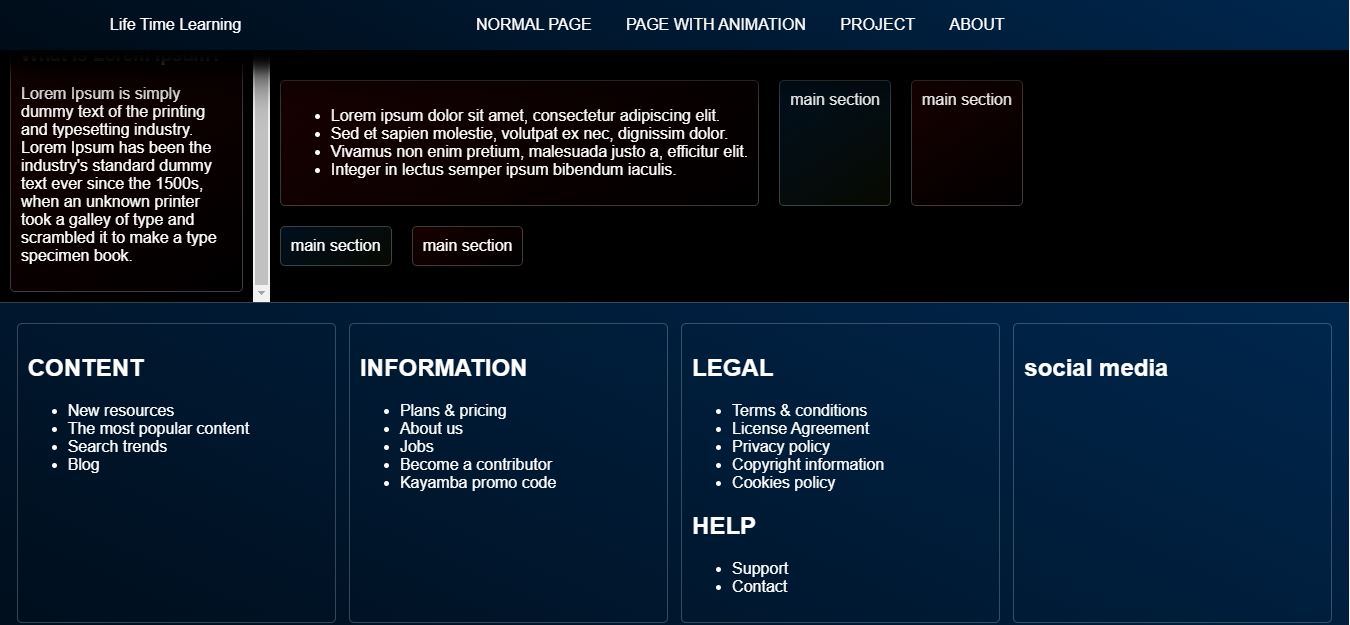 Life Time Learning
NORMAL PAGE
PAGE WITH ANIMATION
PROJECT
ABOUT
What is Lorem Ipsum?
Lorem Ipsum is simply
dummy text of the printing
and typesetting industry.
Lorem Ipsum has been the
industry's standard dummy
text ever since the 1500s,
when an unknown printer
took a galley of type and
scrambled it to make a type
specimen book.
Lorem ipsum dolor sit amet, consectetur adipiscing elit.
Sed et sapien molestie, volutpat ex nec, dignissim dolor.
Vivamus non enim pretium, malesuada justo a, efficitur elit.
Integer in lectus semper ipsum bibendum iaculis.
main section
main section
main section
main section
CONTENT
New resources
The most popular content
Search trends
Blog
INFORMATION
Plans & pricing
About us
Jobs
Become a contributor
Kayamba promo code
LEGAL
Terms & conditions
License Agreement
Privacy policy
Copyright information
Cookies policy
HELP
Support
Contact
social media